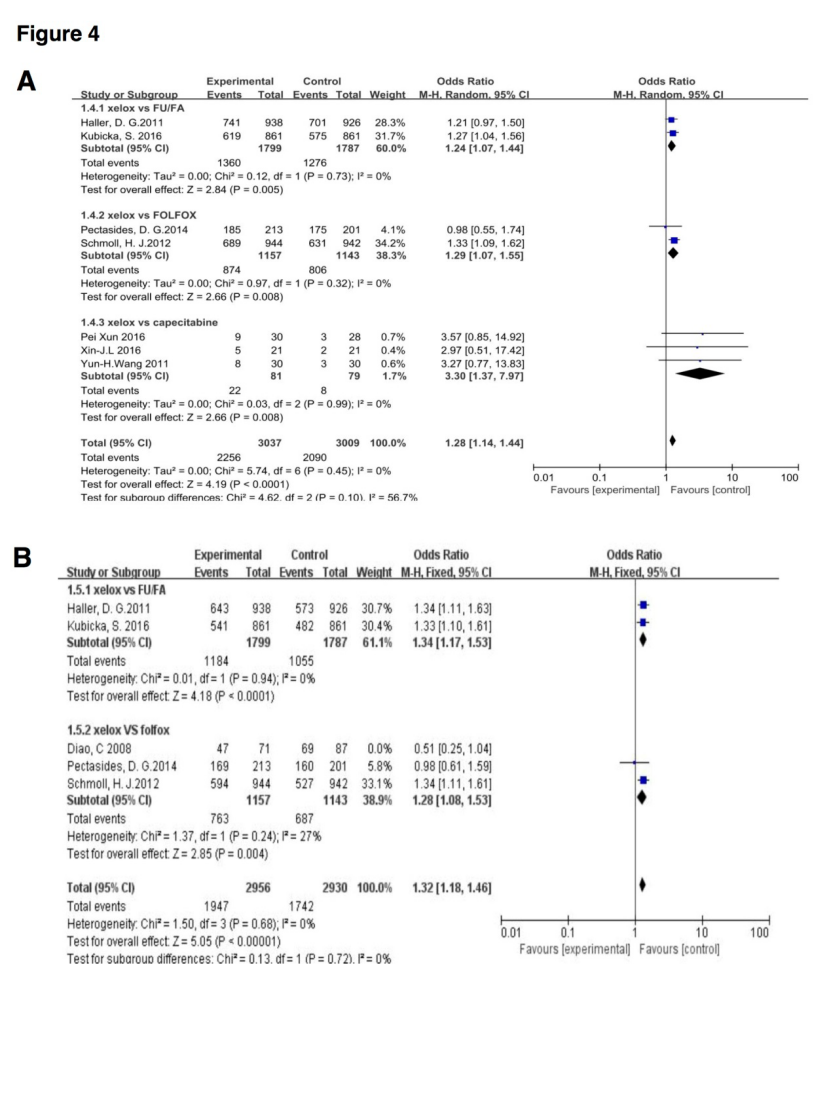 Figure 4
A
Experimental Control Odds Ratio Odds Ratio
Study or Subgroup Events Total Events Total Weight M-H. Random. 95% CI M-H. Random. 95% CI
1.4.1 xelox vs FU/FA
Haller, D. G.2011 741 938 701 926 28.3% 1.21 [0.97, 1.50]
Kubicka, S. 2016 619 861 575 861 31.7% 1.27 [1.04, 1.56]
Subtotal (95% CI) 1799 1787 60.0% 1.24 [1.07, 1.44]
Total events 1360 1276
Heterogeneity: Tau² = 0.00; Chi² = 0.12, df = 1 (P = 0.73); I² = 0%
Test for overall effect: Z = 2.84 (P = 0.005)
1.4.2 xelox vs FOLFOX
Pectasides, D. G.2014 185 213 175 201 4.1% 0.98 [0.55, 1.74]
Schmoll, H. J.2012 689 944 631 942 34.2% 1.33 [1.09, 1.62]
Subtotal (95% CI) 1157 1143 38.3% 1.29 [1.07, 1.55]
Total events 874 806
Heterogeneity: Tau² = 0.00; Chi² = 0.97, df = 1 (P = 0.32); I² = 0%
Test for overall effect: Z = 2.66 (P = 0.008)
1.4.3 xelox vs capecitabine
Pei Xun 2016 9 30 3 28 0.7% 3.57 [0.85, 14.92]
Xin-J.L 2016 5 21 2 21 0.4% 2.97 [0.51, 17.42]
Yun-H.Wang 2011 8 30 3 30 0.6% 3.27 [0.77, 13.83]
Subtotal (95% CI) 81 79 1.7% 3.30 [1.37, 7.97]
Total events 22 8
Heterogeneity: Tau² = 0.00; Chi² = 0.03, df = 2 (P = 0.99); I² = 0%
Test for overall effect: Z = 2.66 (P = 0.008)
Total (95% CI) 3037 3009 100.0% 1.28 [1.14, 1.44]
Total events 2256 2090
Heterogeneity: Tau² = 0.00; Chi² = 5.74, df = 6 (P = 0.45); I² = 0%
Test for overall effect: Z = 4.19 (P < 0.0001)
Test for subgroup differences: Chi² = 4.62. df = 2 (P = 0.10). I² = 56.7%
0.01 0.1 1 10 100
Favours [experimental] Favours [control]
B
Experimental Control Odds Ratio Odds Ratio
Study or Subgroup Events Total Events Total Weight M-H, Fixed, 95% CI M-H, Fixed, 95% CI
1.5.1 xelox vs FU/FA
Haller, D. G.2011 643 938 573 926 30.7% 1.34 [1.11, 1.63]
Kubicka, S. 2016 541 861 482 861 30.4% 1.33 [1.10, 1.61]
Subtotal (95% CI) 1799 1787 61.1% 1.34 [1.17, 1.53]
Total events 1184 1055
Heterogeneity: Chi² = 0.01, df = 1 (P = 0.94); I² = 0%
Test for overall effect: Z = 4.18 (P < 0.0001)
1.5.2 xelox VS folfox
Diao, C 2008 47 71 69 87 0.0% 0.51 [0.25, 1.04]
Pectasides, D. G.2014 169 213 160 201 5.8% 0.98 [0.61, 1.59]
Schmoll, H. J.2012 594 944 527 942 33.1% 1.34 [1.11, 1.61]
Subtotal (95% CI) 1157 1143 38.9% 1.28 [1.08, 1.53]
Total events 763 687
Heterogeneity: Chi² = 1.37, df = 1 (P = 0.24); I² = 27%
Test for overall effect: Z = 2.85 (P = 0.004)
Total (95% CI) 2956 2930 100.0% 1.32 [1.18, 1.46]
Total events 1947 1742
Heterogeneity: Chi² = 1.50, df = 3 (P = 0.68); I² = 0%
Test for overall effect: Z = 5.05 (P < 0.00001)
Test for subgroup differences: Chi² = 0.13. df = 1 (P = 0.72). I² = 0%
0.01 0.1 1 10 100
Favours [experimental] Favours [control]